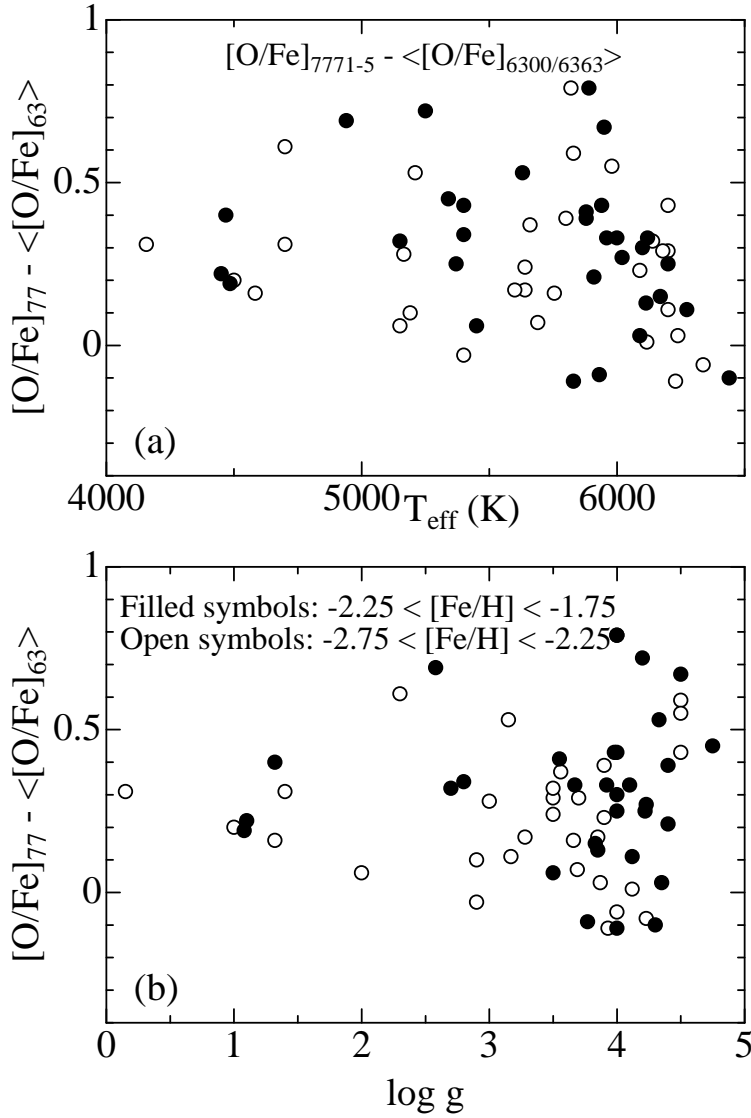 1
[O/Fe]7771-5 - <[O/Fe]6300/6363>
0.5
[O/Fe]77 - <[O/Fe]63>
0
(a)
4000 5000 Teff (K) 6000
1
Filled symbols: -2.25 < [Fe/H] < -1.75
Open symbols: -2.75 < [Fe/H] < -2.25
0.5
[O/Fe]77 - <[O/Fe]63>
0
(b)
0 1 2 3 4 5
log g